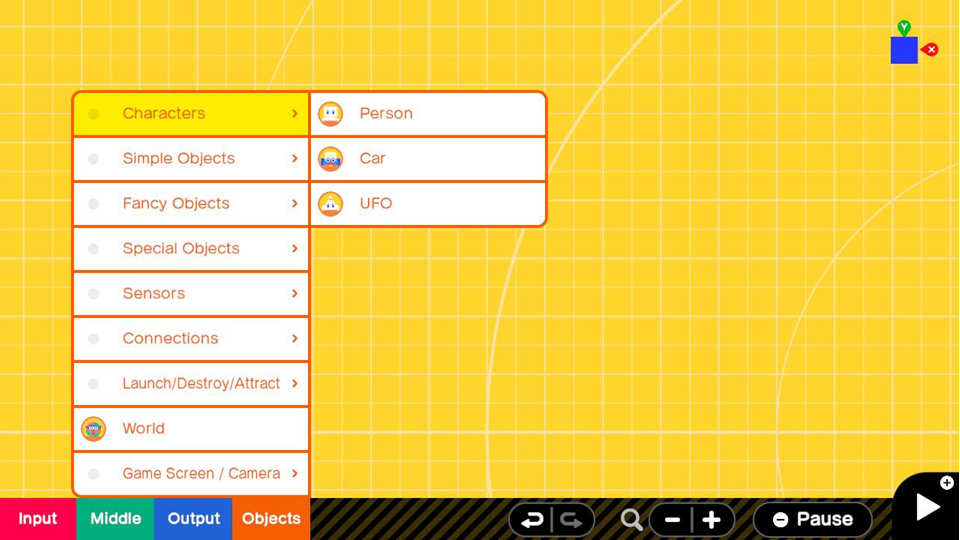 Y
X
Characters
Person
Simple Objects
Car
Fancy Objects
UFO
Special Objects
Sensors
Connections
Launch/Destroy/Attract
World
Game Screen / Camera
Input
Middle
Output
Objects
Pause